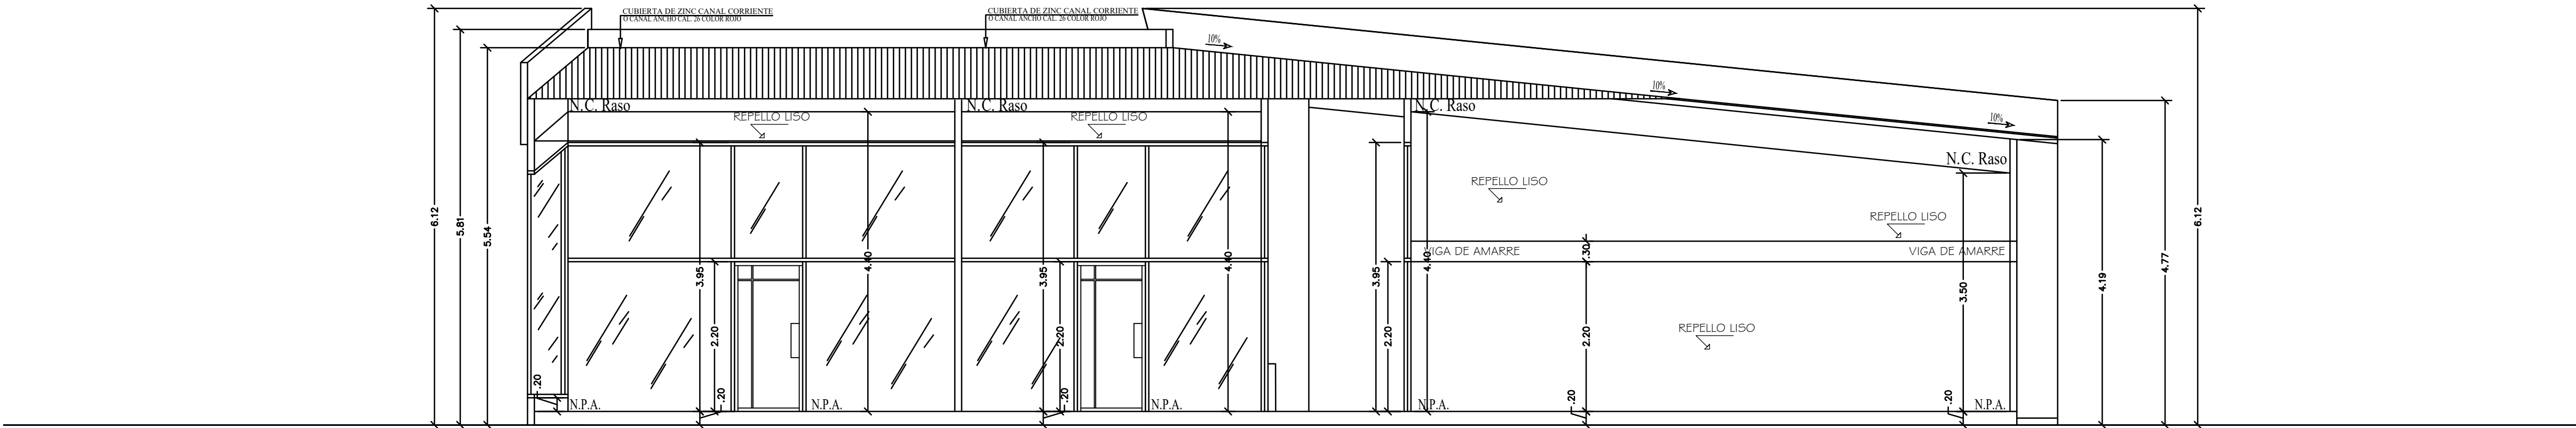 CUBIERTA DE ZINC CANAL CORRIENTE
O CANAL ANCHO CAL. 26 COLOR ROJO
CUBIERTA DE ZINC CANAL CORRIENTE
O CANAL ANCHO CAL. 26 COLOR ROJO
10%
10%
10%
N.C. Raso
N.C. Raso
N.C. Raso
N.C. Raso
REPELLO LISO
REPELLO LISO
REPELLO LISO
REPELLO LISO
VIGA DE AMARRE
VIGA DE AMARRE
REPELLO LISO
6.12
5.81
5.54
.20
3.95
2.20
.20
4.40
3.95
2.20
.20
4.40
3.95
2.20
4.40
.30
2.20
.20
3.50
.20
4.19
4.77
6.12
N.P.A.
N.P.A.
N.P.A.
N.P.A.
N.P.A.